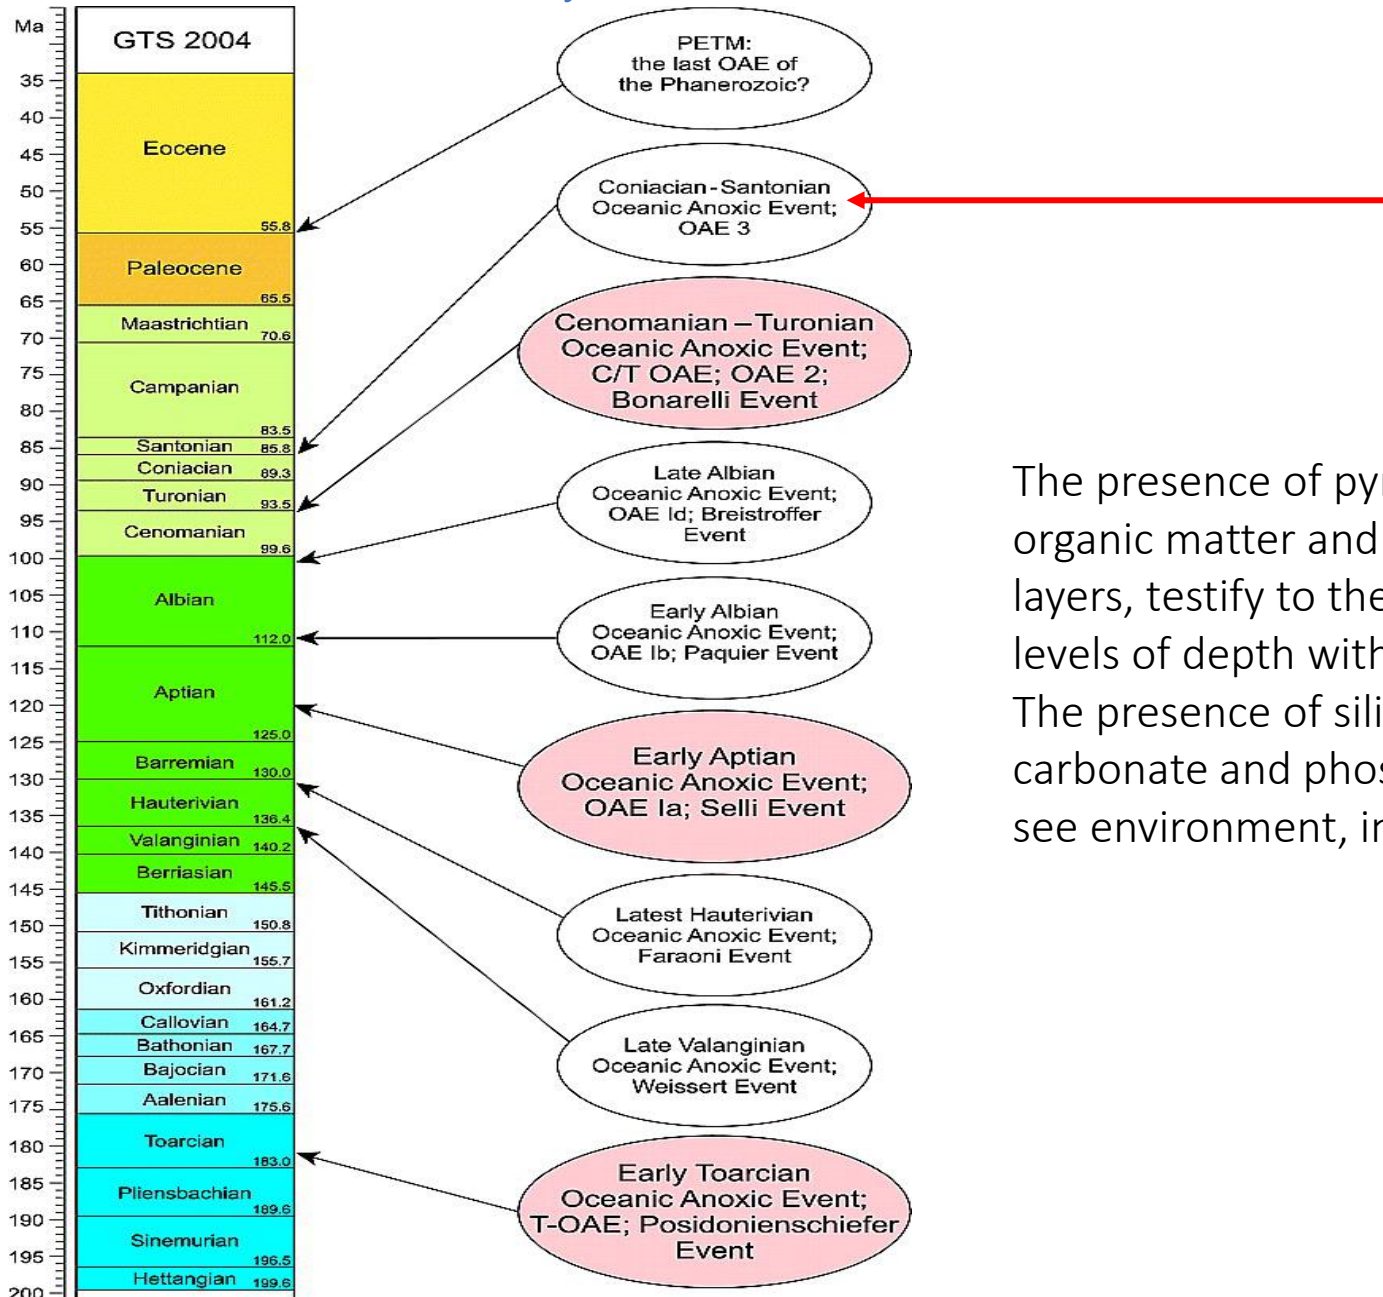 Ma
GTS 2004
35
40
45
50
55
60
65
70
75
80
85
90
95
100
105
110
115
120
125
130
135
140
145
150
155
160
165
170
175
180
185
190
195
200
Eocene
55.8
Paleocene
65.5
Maastrichtian
70.6
Campanian
83.5
Santonian 85.8
Coniacian 89.3
Turonian
93.5
Cenomanian
99.6
Albian
112.0
Aptian
125.0
Barremian
130.0
Hauterivian
136.4
Valanginian 140.2
Berriasian
145.5
Tithonian
150.8
Kimmeridgian
155.7
Oxfordian
161.2
Callovian 164.7
Bathonian 167.7
Bajocian
171.6
Aalenian 175.6
Toarcian
183.0
Pliensbachian
189.6
Sinemurian
196.5
Hettangian 199.6
PETM:
the last OAE of
the Phanerozoic?
Coniacian-Santonian
Oceanic Anoxic Event;
OAE 3
Cenomanian – Turonian
Oceanic Anoxic Event;
C/T OAE; OAE 2;
Bonarelli Event
Late Albian
Oceanic Anoxic Event;
OAE Id; Breistroffer
Event
Early Albian
Oceanic Anoxic Event;
OAE Ib; Paquier Event
Early Aptian
Oceanic Anoxic Event;
OAE Ia; Selli Event
Latest Hauterivian
Oceanic Anoxic Event;
Faraoni Event
Late Valanginian
Oceanic Anoxic Event;
Weissert Event
Early Toarcian
Oceanic Anoxic Event;
T-OAE; Posidonienschiefer
Event
The presence of
organic matter and
layers, testify to the
levels of depth with
The presence of
carbonate and
see environment,